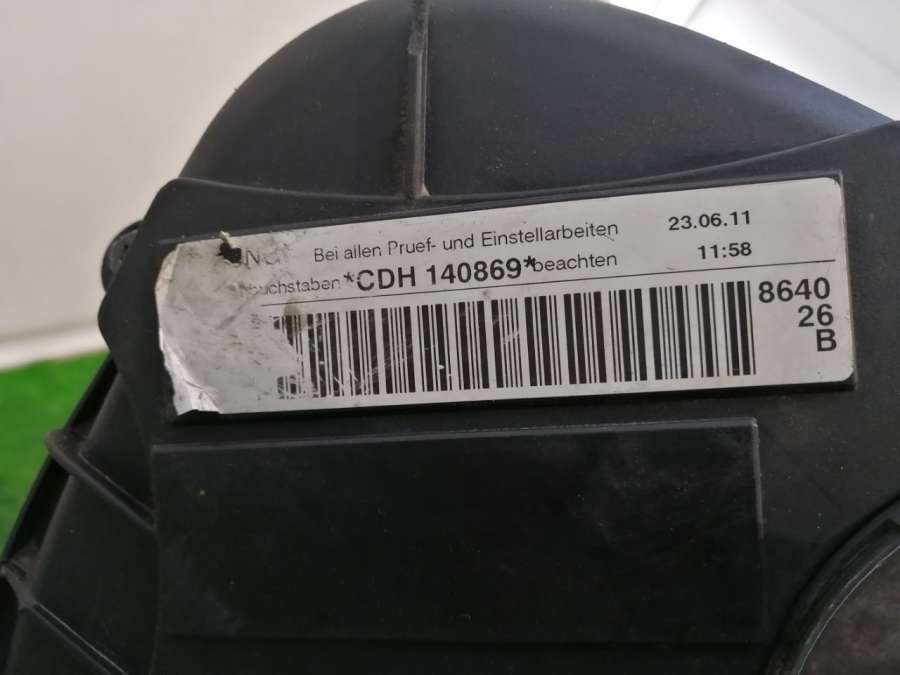 Bei allen Pruef- und Einstellarbeiten
23.06.11
*CDH 140869* beachten
11:58
8640
26
B